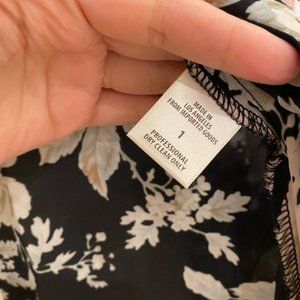 MADE IN
LOS ANGELES
FROM IMPORTED GOODS
1
PROFESSIONAL
DRY CLEAN ONLY